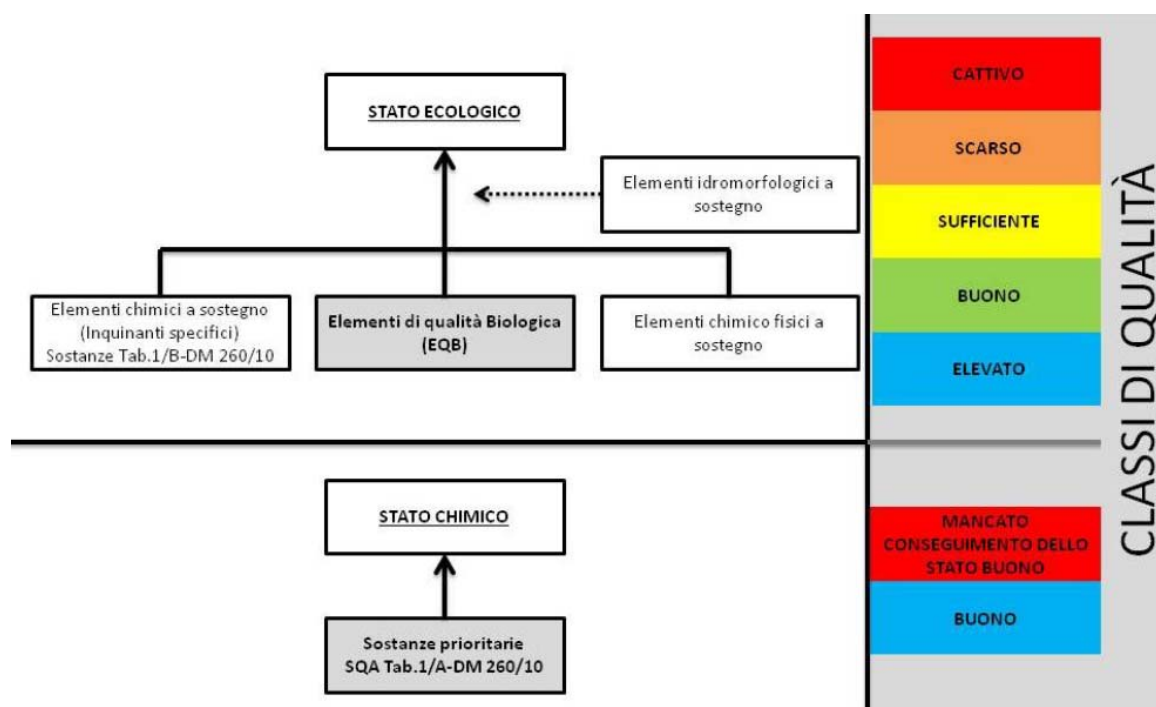 STATO ECOLOGICO
Elementi idromorfologici a
sostegno
Elementi chimici a sostegno
(Inquinanti specifici)
Sostanze Tab.1/B-DM 260/10
Elementi di qualità Biologica
(EQB)
Elementi chimico fisici a
sostegno
STATO CHIMICO
Sostanze prioritarie
SQA Tab.1/A-DM 260/10
CATTIVO
SCARSO
SUFFICIENTE
BUONO
ELEVATO
MANCATO
CONSEGUIMENTO DELLO
STATO BUONO
BUONO
CLASSI DI QUALITÀ